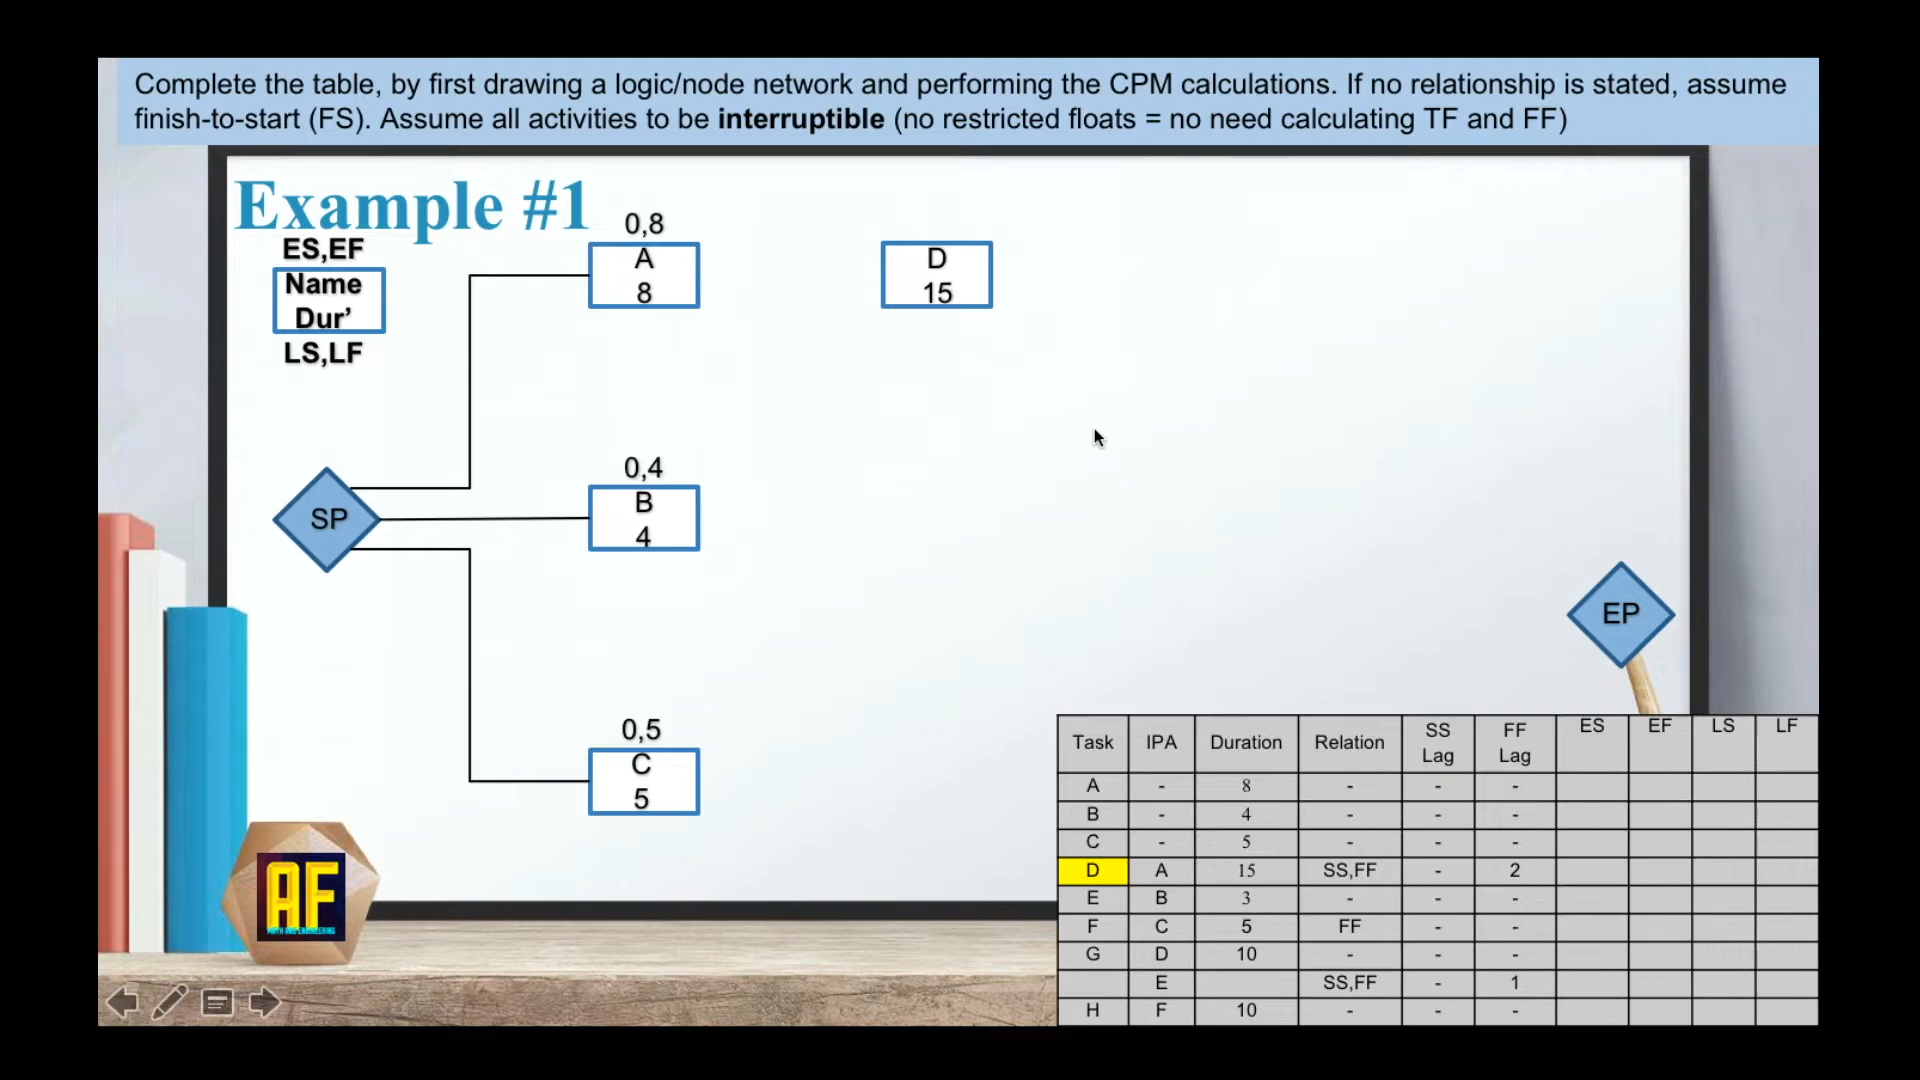 Complete the table, by first drawing a logic/node network and performing the CPM calculations. If no relationship is stated, assume
finish-to-start (FS). Assume all activities to be interruptible (no restricted floats = no need calculating TF and FF)
Example #1
ES,EF
Name
Dur’
LS,LF
0,8
A
8
D
15
0,4
B
4
SP
0,5
C
5
EP
AF
Task IPA Duration Relation SS Lag FF Lag ES EF LS LF
A - 8 - - -
B - 4 - - -
C - 5 - - -
D A 15 SS,FF - 2
E B 3 - - -
F C 5 FF - -
G D 10 - - -
E SS,FF - 1
H F 10 - - -